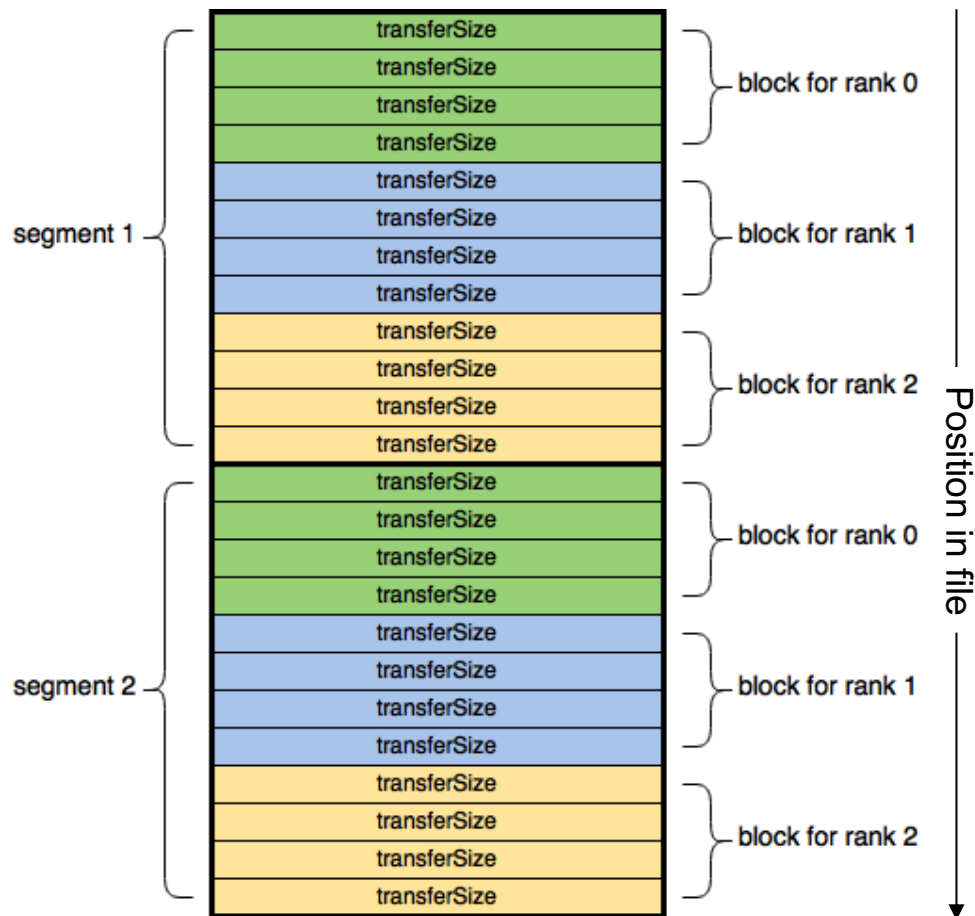 transferSize
transferSize
block for rank 0
transferSize
transferSize
transferSize
transferSize
segment 1
block for rank 1
transferSize
transferSize
transferSize
transferSize
block for rank 2
transferSize
transferSize
transferSize
transferSize
block for rank 0
transferSize
transferSize
transferSize
transferSize
segment 2
block for rank 1
transferSize
transferSize
transferSize
transferSize
block for rank 2
transferSize
transferSize
Position in file